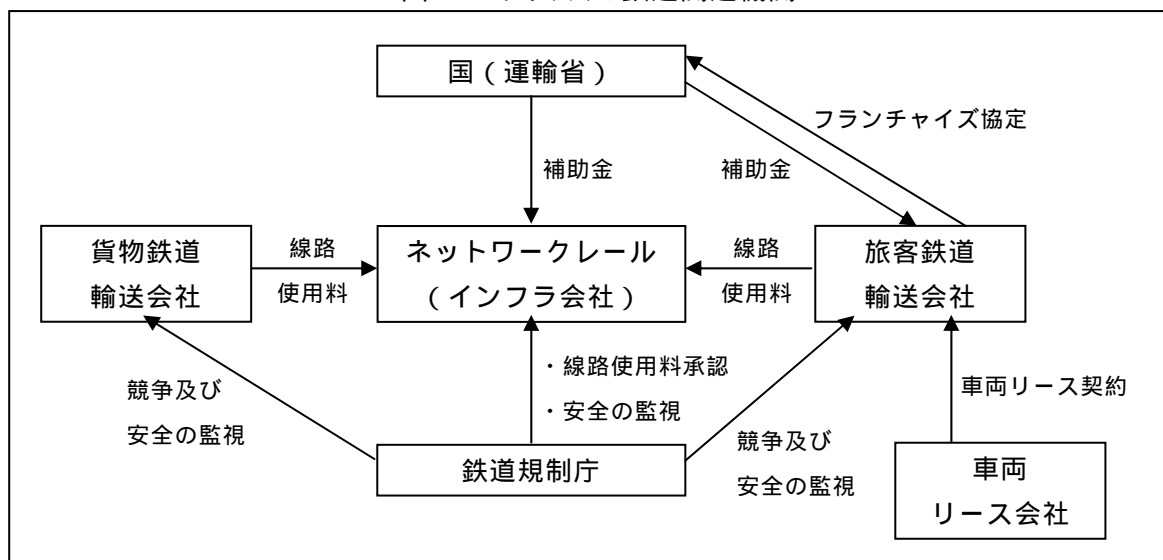 国（運輸省）
フランチャイズ協定
補助金
補助金
貨物鉄道
輸送会社
線路
使用料
ネットワークレール
（インフラ会社）
線路
使用料
旅客鉄道
輸送会社
・線路使用料承認
・安全の監視
競争及び
安全の監視
車両リース契約
鉄道規制庁
競争及び
安全の監視
車両
リース会社